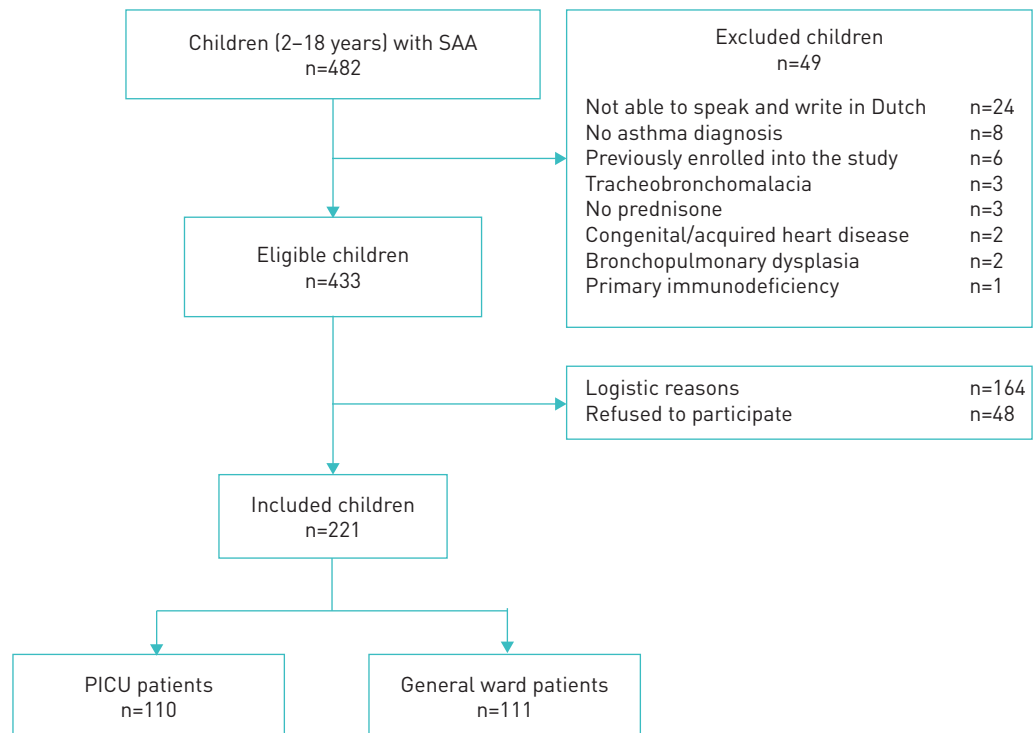 Children (2–18 years) with SAA
n=482
Excluded children
n=49
Not able to speak and write in Dutch n=24
No asthma diagnosis n=8
Previously enrolled into the study n=6
Tracheobronchomalacia n=3
No prednisone n=3
Congenital/acquired heart disease n=2
Bronchopulmonary dysplasia n=2
Primary immunodeficiency n=1
Eligible children
n=433
Logistic reasons n=164
Refused to participate n=48
Included children
n=221
PICU patients
n=110
General ward patients
n=111